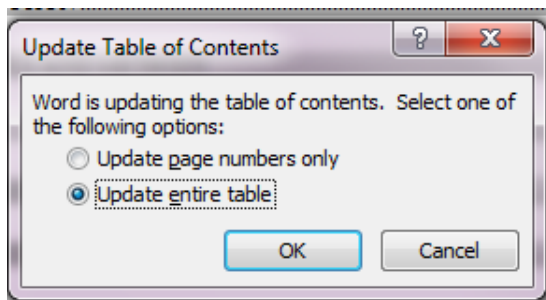 Update Table of Contents
Word is updating the table of contents. Select one of
the following options:
Update page numbers only
Update entire table
OK Cancel